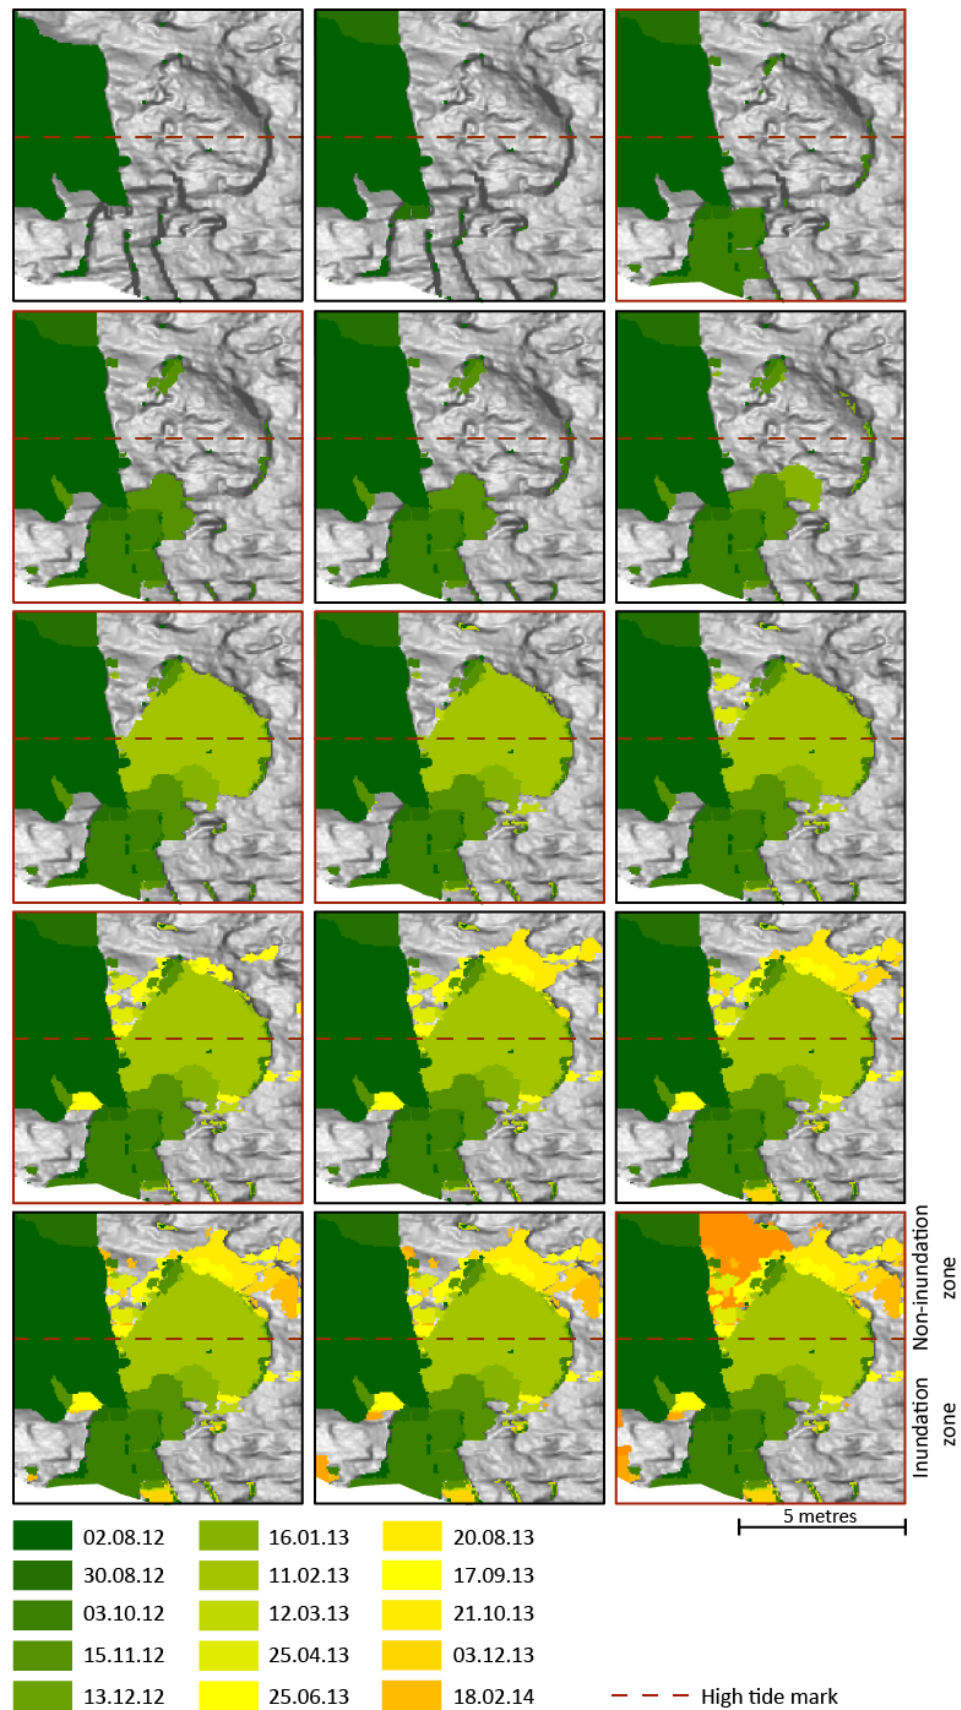 Non-inundation
zone
Inundation
zone
5 metres
02.08.12
30.08.12
03.10.12
15.11.12
13.12.12
16.01.13
11.02.13
12.03.13
25.04.13
25.06.13
20.08.13
17.09.13
21.10.13
03.12.13
18.02.14
High tide mark